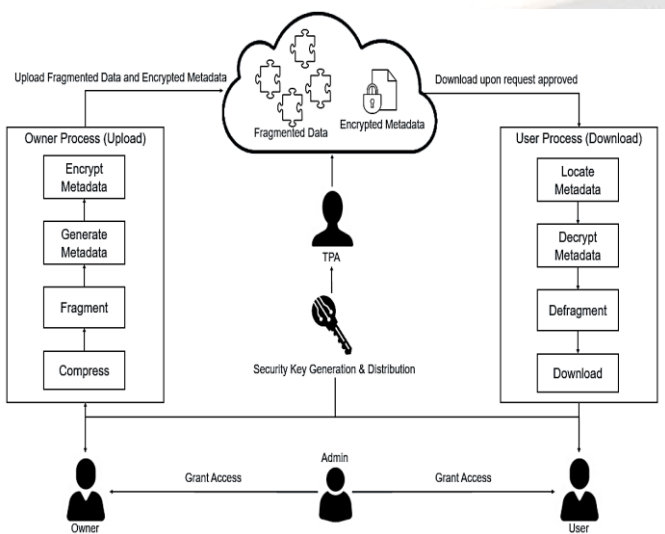 Upload Fragmented Data and Encrypted Metadata
Fragmented Data
Encrypted Metadata
Download upon request approved
Owner Process (Upload)
Encrypt
Metadata
Generate
Metadata
Fragment
Compress
TPA
Security Key Generation & Distribution
User Process (Download)
Locate
Metadata
Decrypt
Metadata
Defragment
Download
Admin
Grant Access
Grant Access
Owner
User